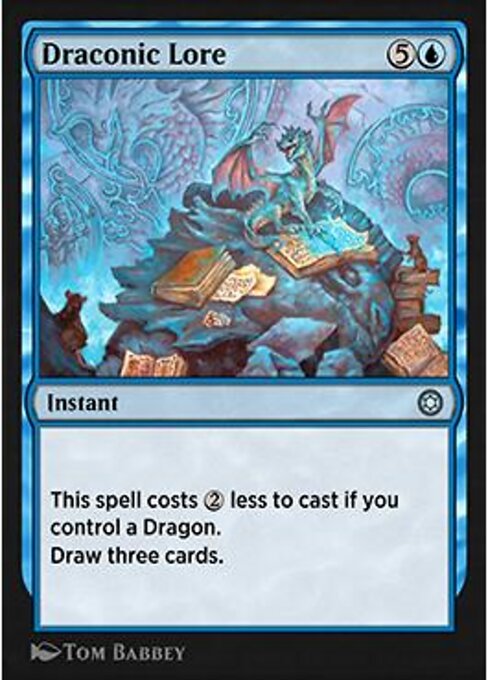 Draconic Lore 5
Instant
This spell costs 2 less to cast if you
control a Dragon.
Draw three cards.
Tom Babbey